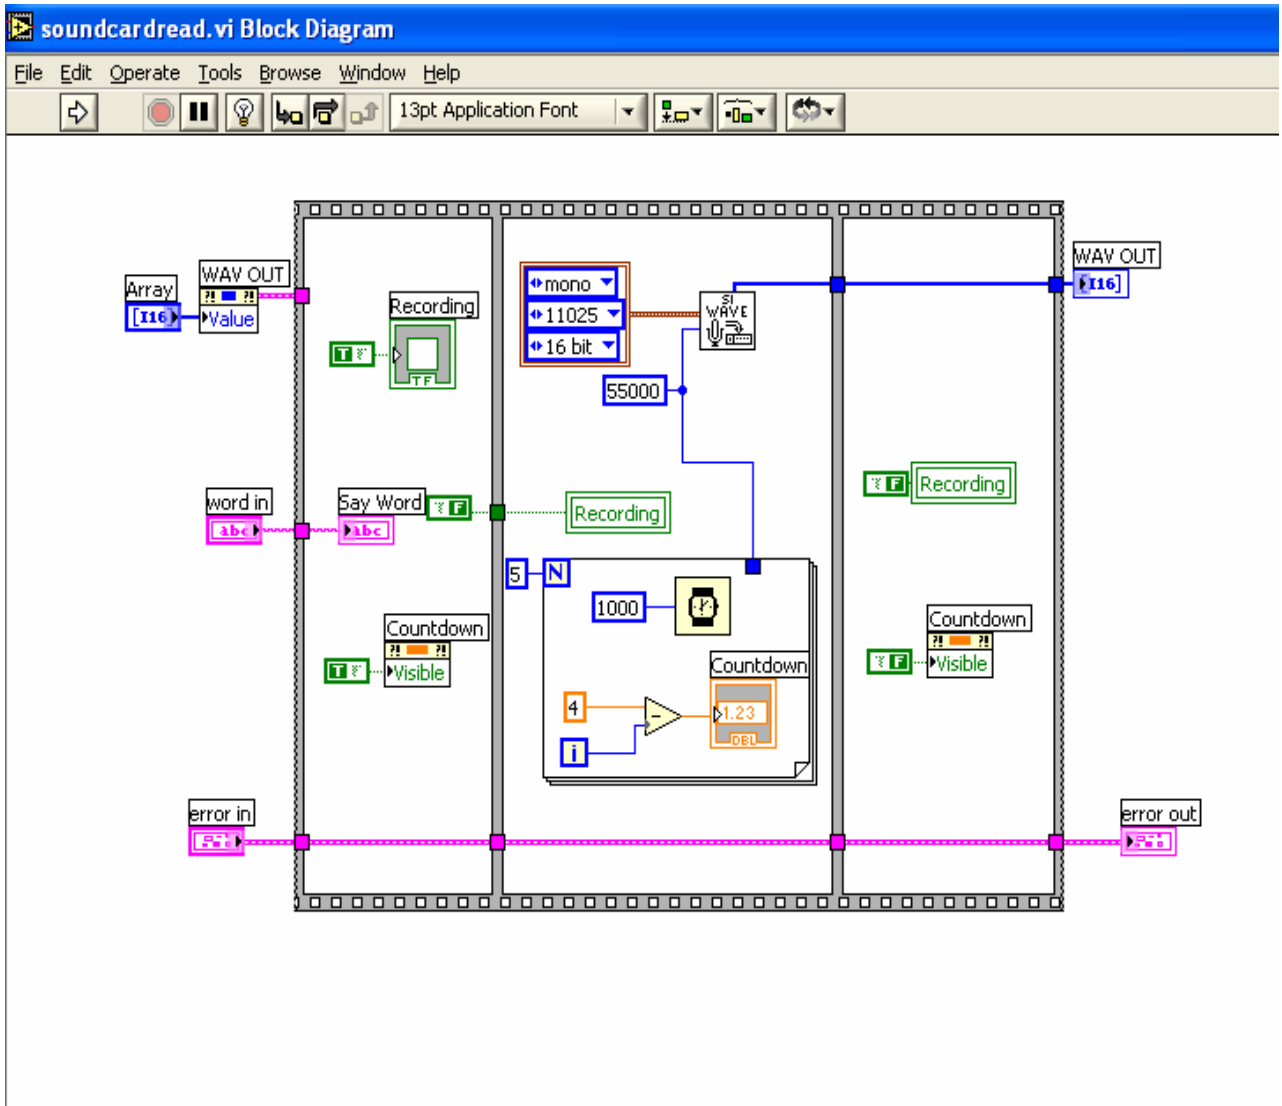 soundcardread.vi Block Diagram
File Edit Operate Tools Browse Window Help
13pt Application Font
WAV OUT
WAV OUT
Array
[I16]
Value
[I16]
mono
11025
16 bit
SI
WAVE
Recording
T
TF
55000
word in
abc
Say Word
abc
F
Recording
F
Recording
5
N
1000
Countdown
T
Visible
Countdown
F
Visible
Countdown
4
-
1.23
DBL
i
error in
error out